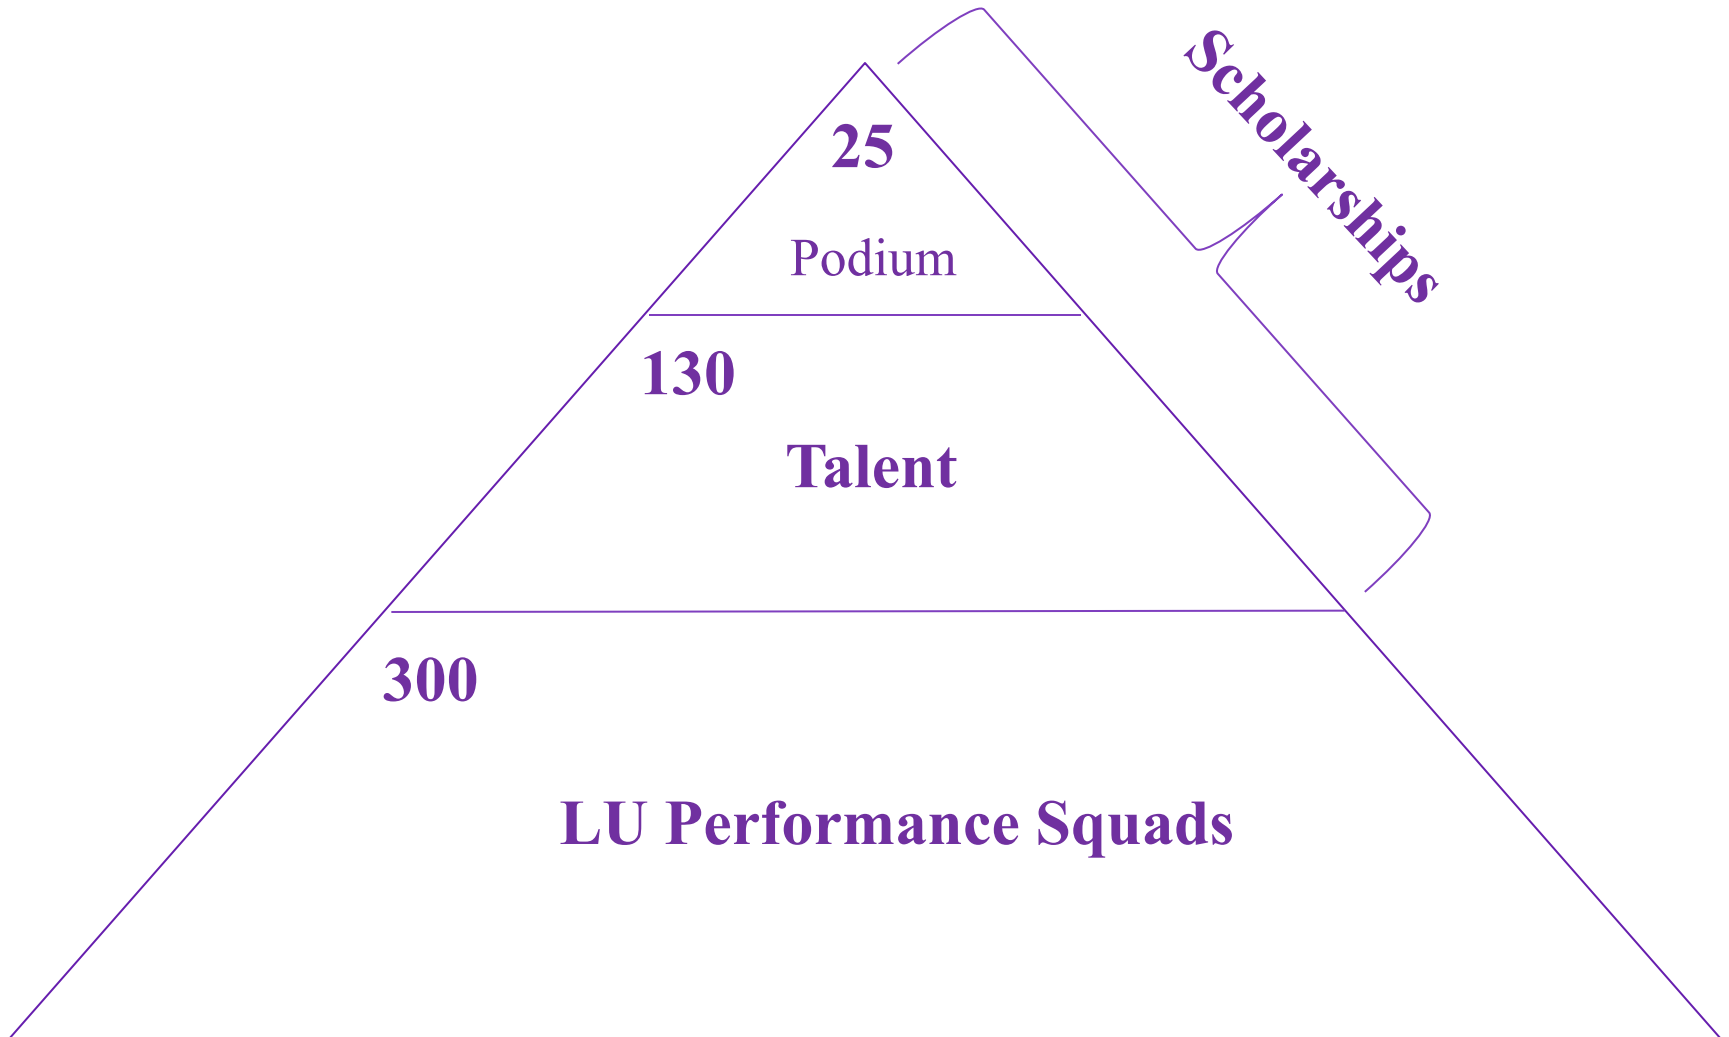 25
Podium
Scholarships
130
Talent
300
LU Performance Squads